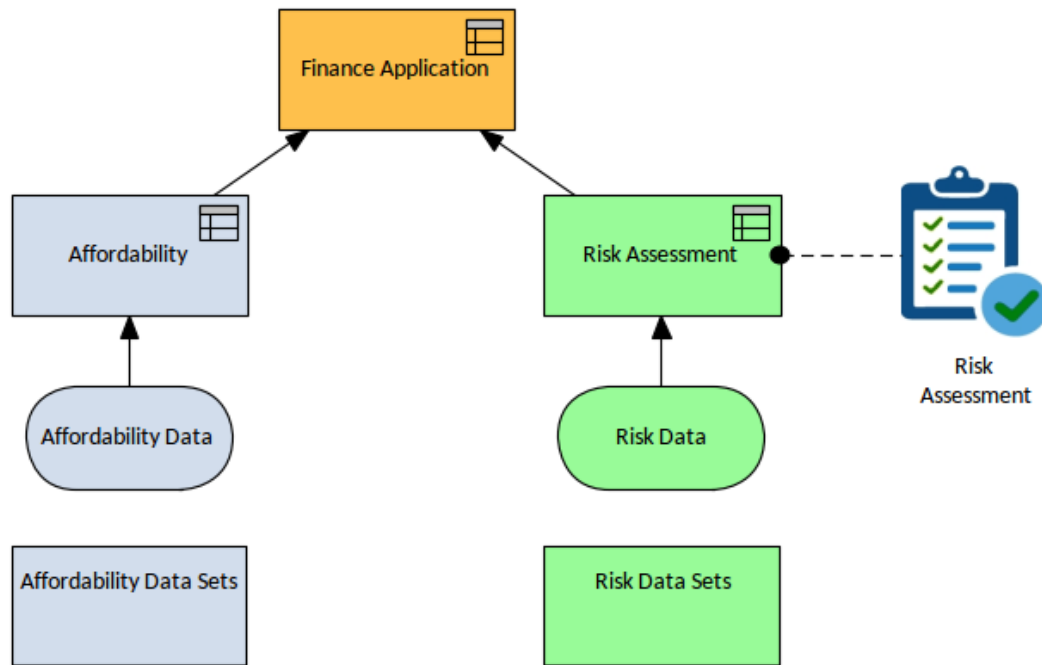 Finance Application
Affordability
Risk Assessment
Risk
Assessment
Affordability Data
Risk Data
Affordability Data Sets
Risk Data Sets